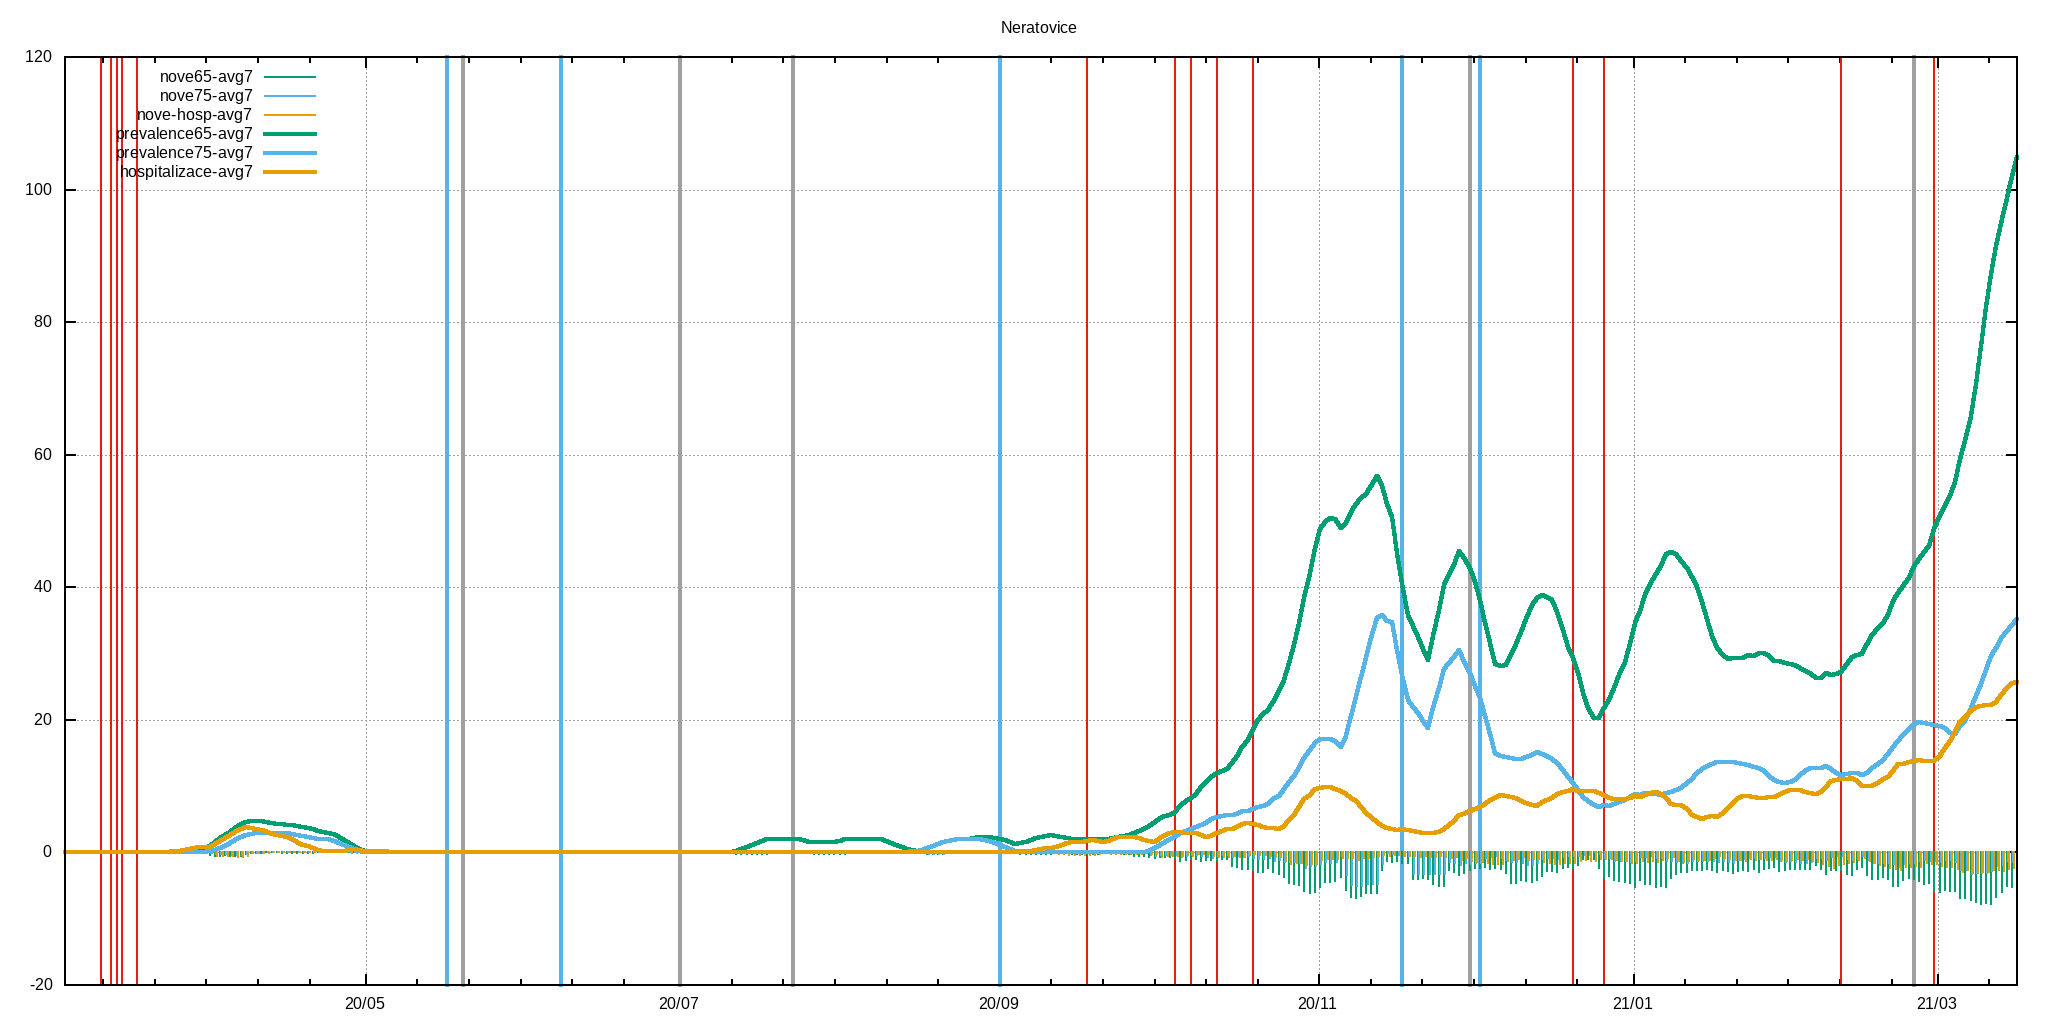 Neratovice
120
nove65-avg7
nove75-avg7
nove-hosp-avg7
prevalence65-avg7
prevalence75-avg7
hospitalizace-avg7
100
80
60
40
20
0
-20
20/05
20/07
20/09
20/11
21/01
21/03